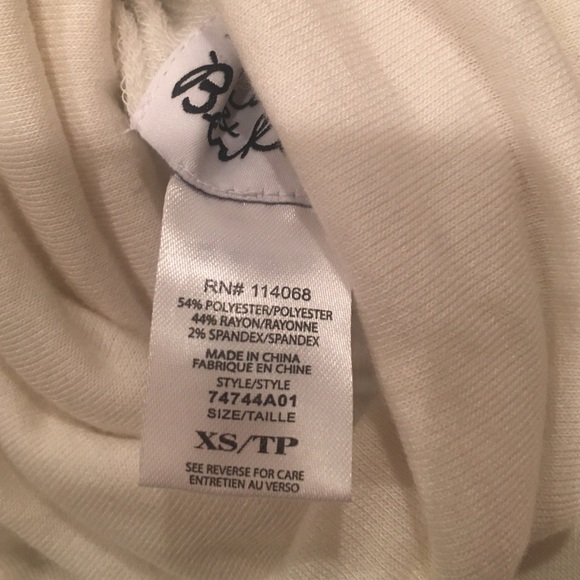 RN# 114068
54% POLYESTER/POLYESTER
44% RAYON/RAYONNE
2% SPANDEX/SPANDEX
MADE IN CHINA
FABRIQUE EN CHINE
STYLE/STYLE
74744A01
SIZE/TAILLE
XS/TP
SEE REVERSE FOR CARE
ENTRETIEN AU VERSO